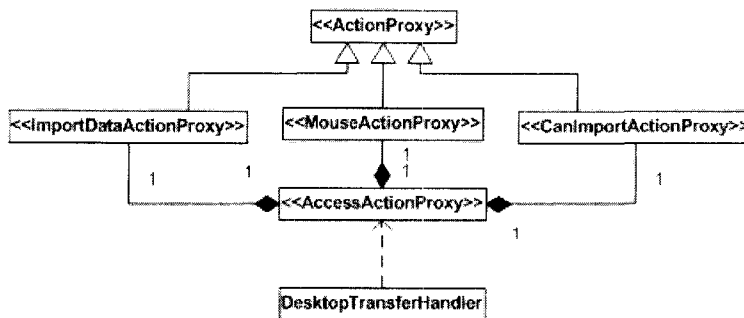 <<ActionProxy>>
<<ImportDataActionProxy>>
<<MouseActionProxy>>
<<CanImportActionProxy>>
1
1
1
1
1
<<AccessActionProxy>>
1
DesktopTransferHandler